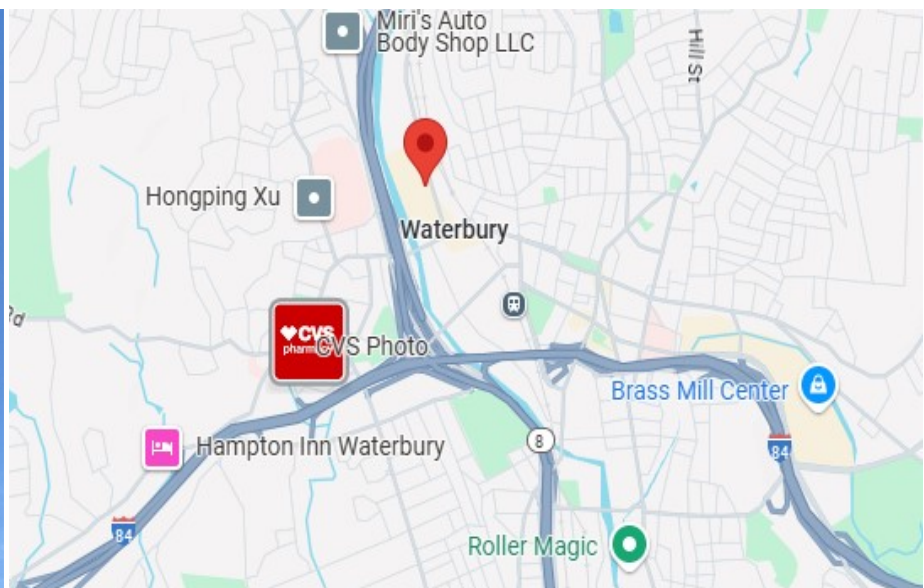 Miri's Auto
Body Shop LLC
Hill St
Hongping Xu
Waterbury
Rd
CVS
pharmacy
CVS Photo
Brass Mill Center
Hampton Inn Waterbury
8
84
84
Roller Magic